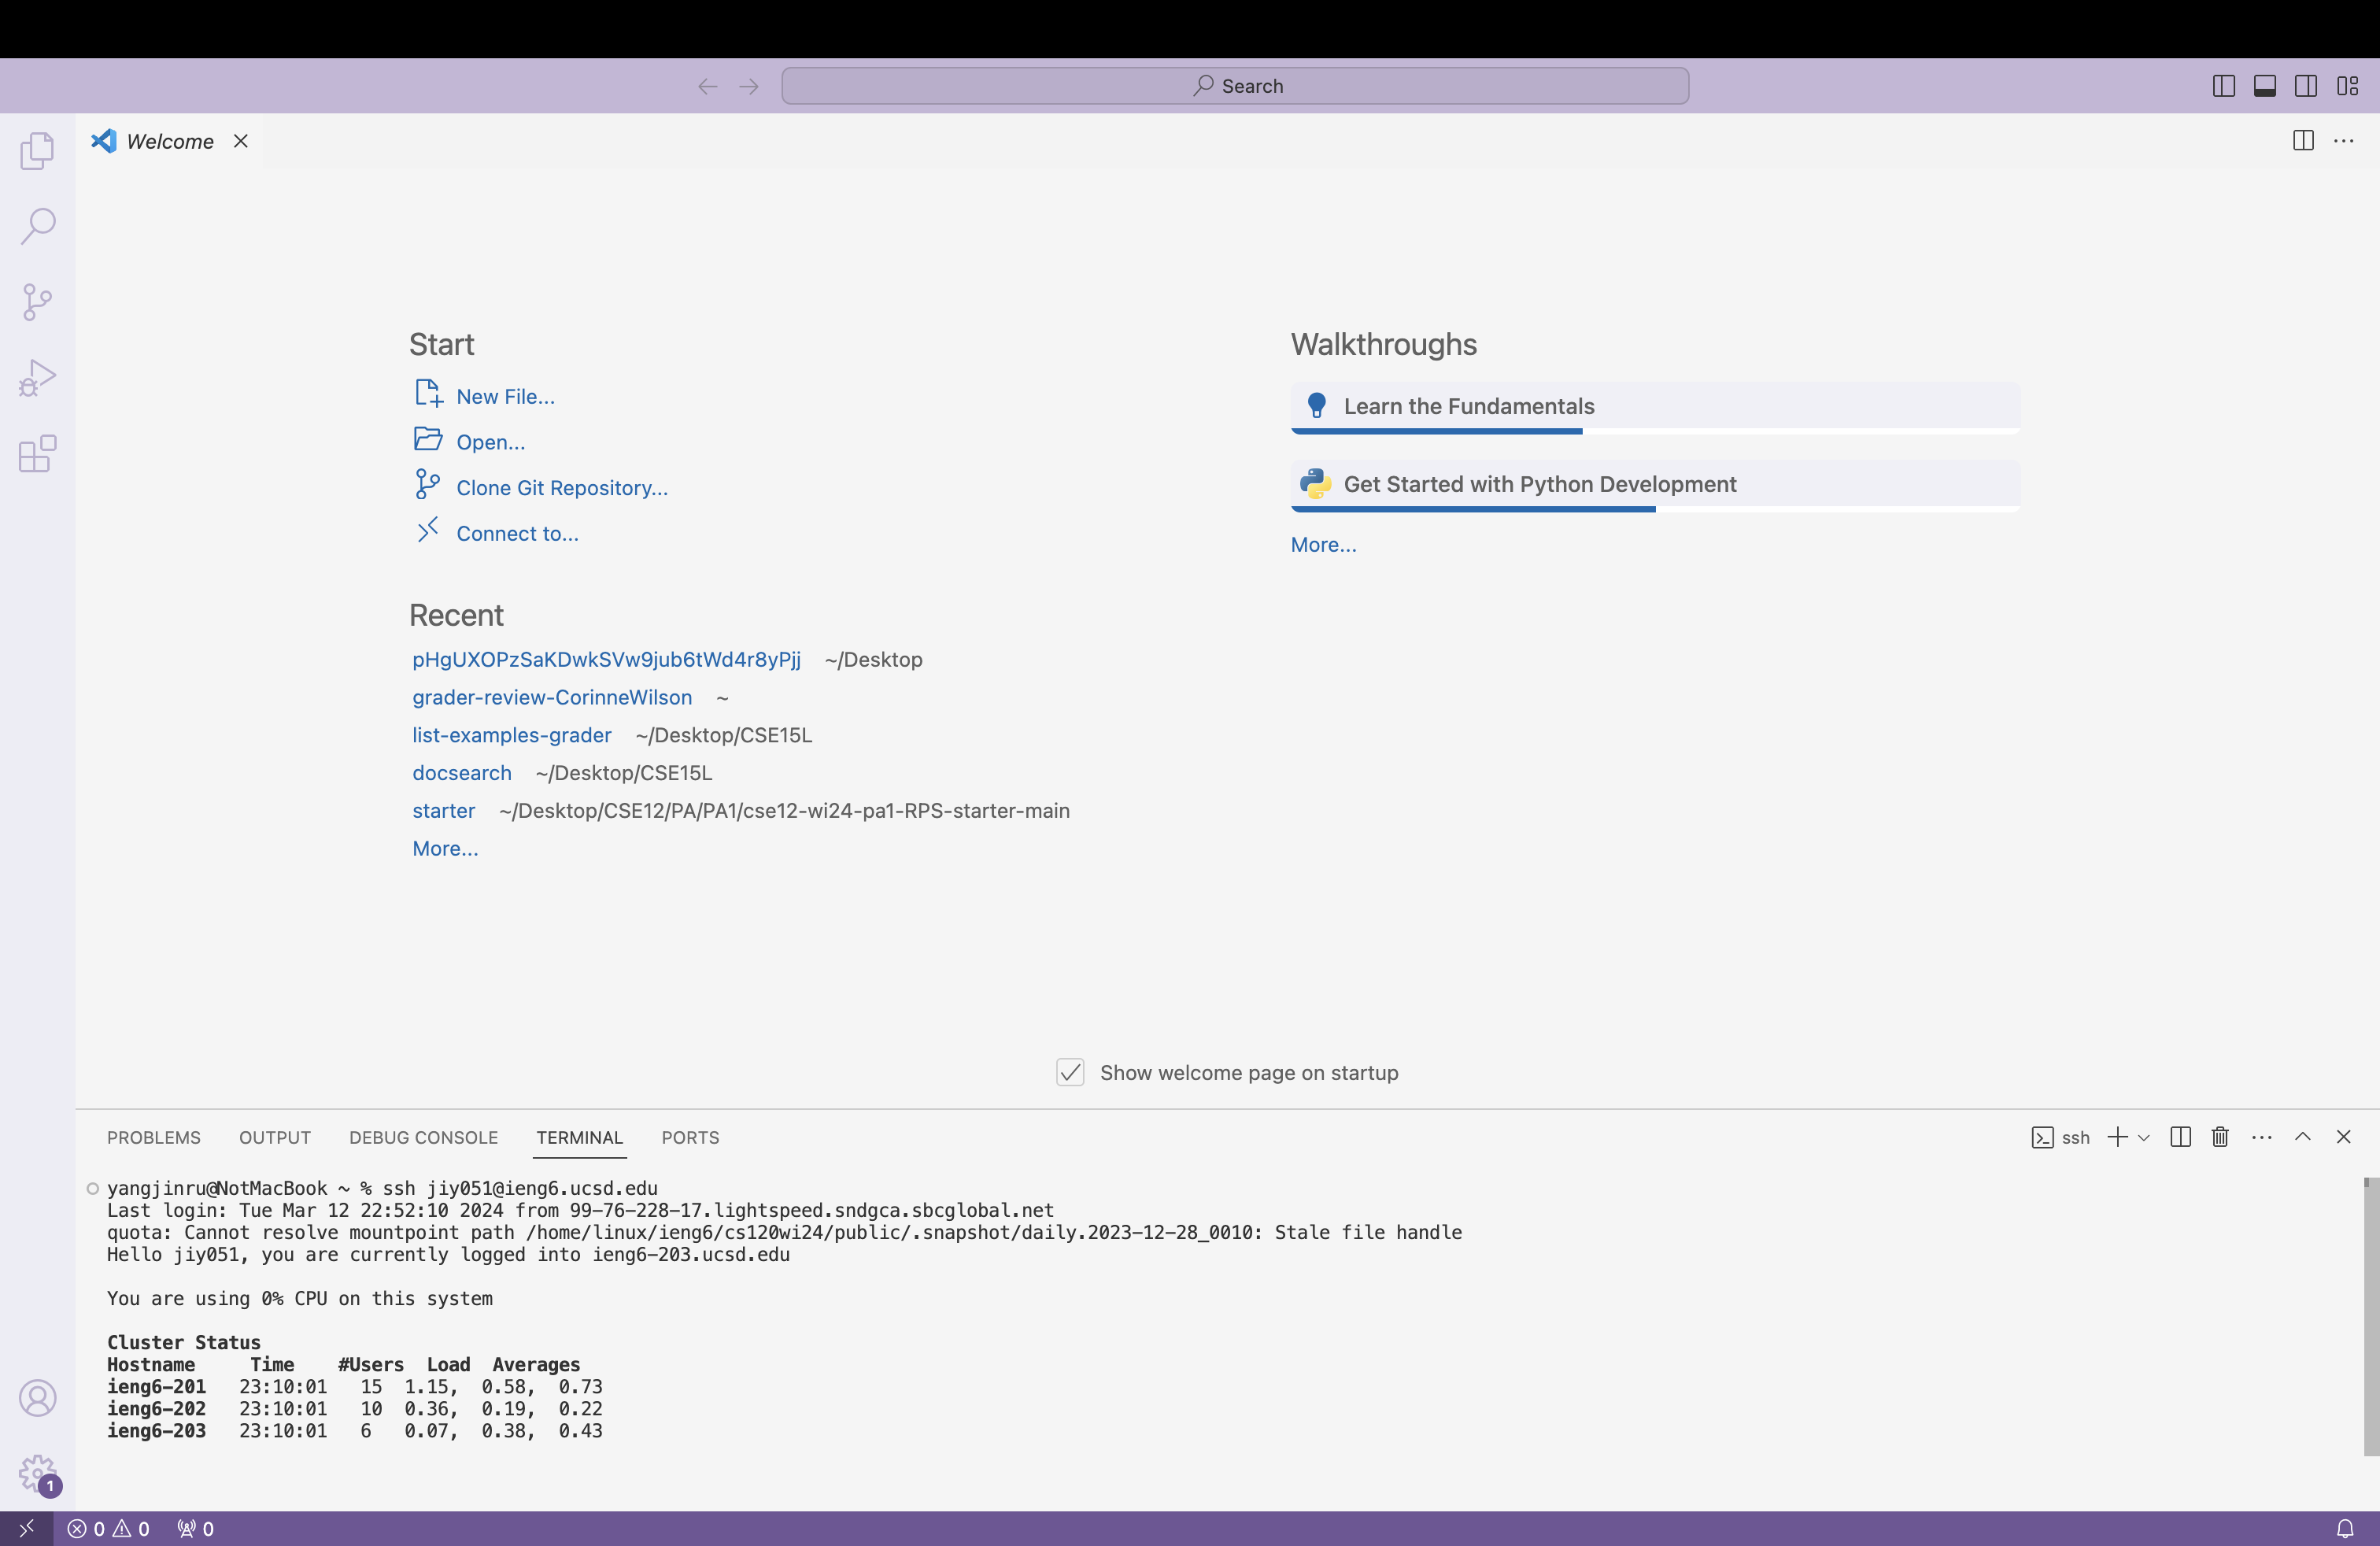 Search
Welcome
Start
New File...
Open...
Clone Git Repository...
Connect to...
Walkthroughs
Learn the Fundamentals
Get Started with Python Development
More...
Recent
pHgUXOPzSaKDwkSVw9jub6tWd4r8yPjj ~/Desktop
grader-review-CorinneWilson ~
list-examples-grader ~/Desktop/CSE15L
docsearch ~/Desktop/CSE15L
starter ~/Desktop/CSE12/PA/PA1/cse12-wi24-pa1-RPS-starter-main
More...
Show welcome page on startup
PROBLEMS OUTPUT DEBUG CONSOLE TERMINAL PORTS
ssh
yangjinru@NotMacBook ~ % ssh jiy051@ieng6.ucsd.edu
Last login: Tue Mar 12 22:52:10 2024 from 99-76-228-17.lightspeed.sndgca.sbcglobal.net
quota: Cannot resolve mountpoint path /home/linux/ieng6/cs120wi24/public/.snapshot/daily.2023-12-28_0010: Stale file handle
Hello jiy051, you are currently logged into ieng6-203.ucsd.edu
You are using 0% CPU on this system
Cluster Status
Hostname Time #Users Load Averages
ieng6-201 23:10:01 15 1.15, 0.58, 0.73
ieng6-202 23:10:01 10 0.36, 0.19, 0.22
ieng6-203 23:10:01 6 0.07, 0.38, 0.43
1
0 0 0